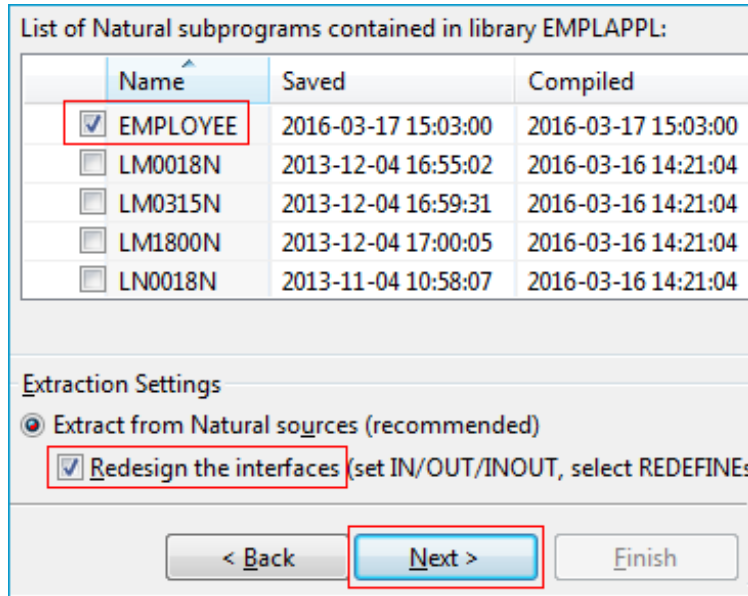 List of Natural subprograms contained in library EMPLAPPL:
Name Saved Compiled
EMPLOYEE 2016-03-17 15:03:00 2016-03-17 15:03:00
LM0018N 2013-12-04 16:55:02 2016-03-16 14:21:04
LM0315N 2013-12-04 16:59:31 2016-03-16 14:21:04
LM1800N 2013-12-04 17:00:05 2016-03-16 14:21:04
LN0018N 2013-11-04 10:58:07 2016-03-16 14:21:04
Extraction Settings
Extract from Natural sources (recommended)
Redesign the interfaces (set IN/OUT/INOUT, select REDEFINEs
< Back Next > Finish